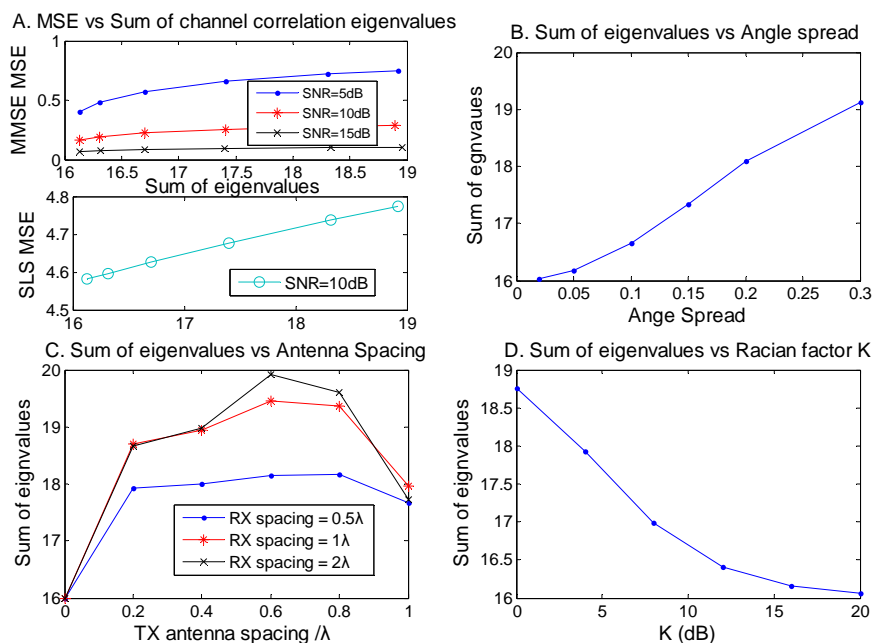 A. MSE vs Sum of channel correlation eigenvalues
MMSE MSE
1
0.5
0
SNR=5dB
SNR=10dB
SNR=15dB
16 16.5 17 17.5 18 18.5 19
Sum of eigenvalues
SLS MSE
4.8
4.7
4.6
4.5
SNR=10dB
16 17 18 19
B. Sum of eigenvalues vs Angle spread
Sum of egnvalues
20
19
18
17
16
0 0.05 0.1 0.15 0.2 0.3
Ange Spread
C. Sum of eigenvalues vs Antenna Spacing
Sum of eignvalues
20
19
18
17
16
RX spacing = 0.5λ
RX spacing = 1λ
RX spacing = 2λ
0 0.2 0.4 0.6 0.8 1
TX antenna spacing /λ
D. Sum of eigenvalues vs Racian factor K
Sum of eignvalues
19
18.5
18
17.5
17
16.5
16
0 5 10 15 20
K (dB)